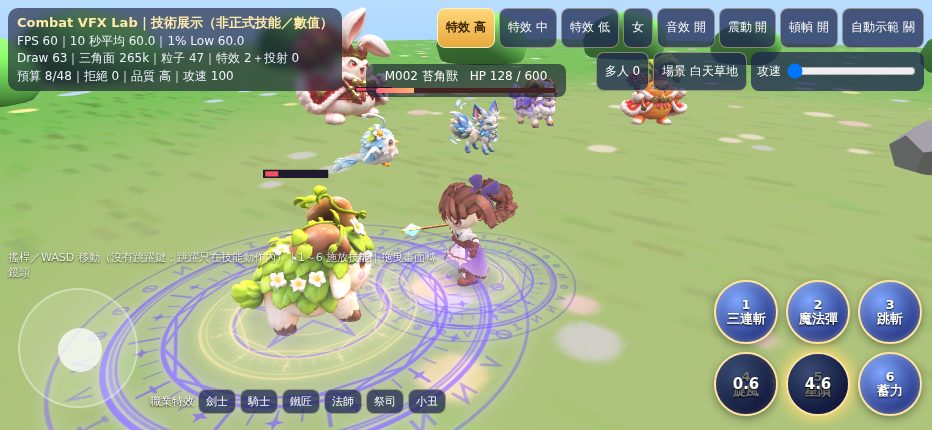 Combat VFX Lab｜技術展示（非正式技能／數值）
FPS 60｜10 秒平均 60.0｜1% Low 60.0
Draw 63｜三角面 265k｜粒子 47｜特效 2＋投射 0
預算 8/48｜拒絕 0｜品質 高｜攻速 100
特效 高
特效 中
特效 低
女
音效 開
震動 開
頓幀 開
自動示範 關
多人 0
場景 白天草地
攻速
M002 苔角獸 HP 128 / 600
搖桿／WASD 移動（沒有跳躍鍵；跳躍只在技能動作內）｜1～6 施放技能｜拖曳畫面轉
鏡頭
1
三連斬
2
魔法彈
3
跳斬
0.6
旋風
4.6
星隕
6
蓄力
職業特效
劍士
騎士
鐵匠
法師
祭司
小丑